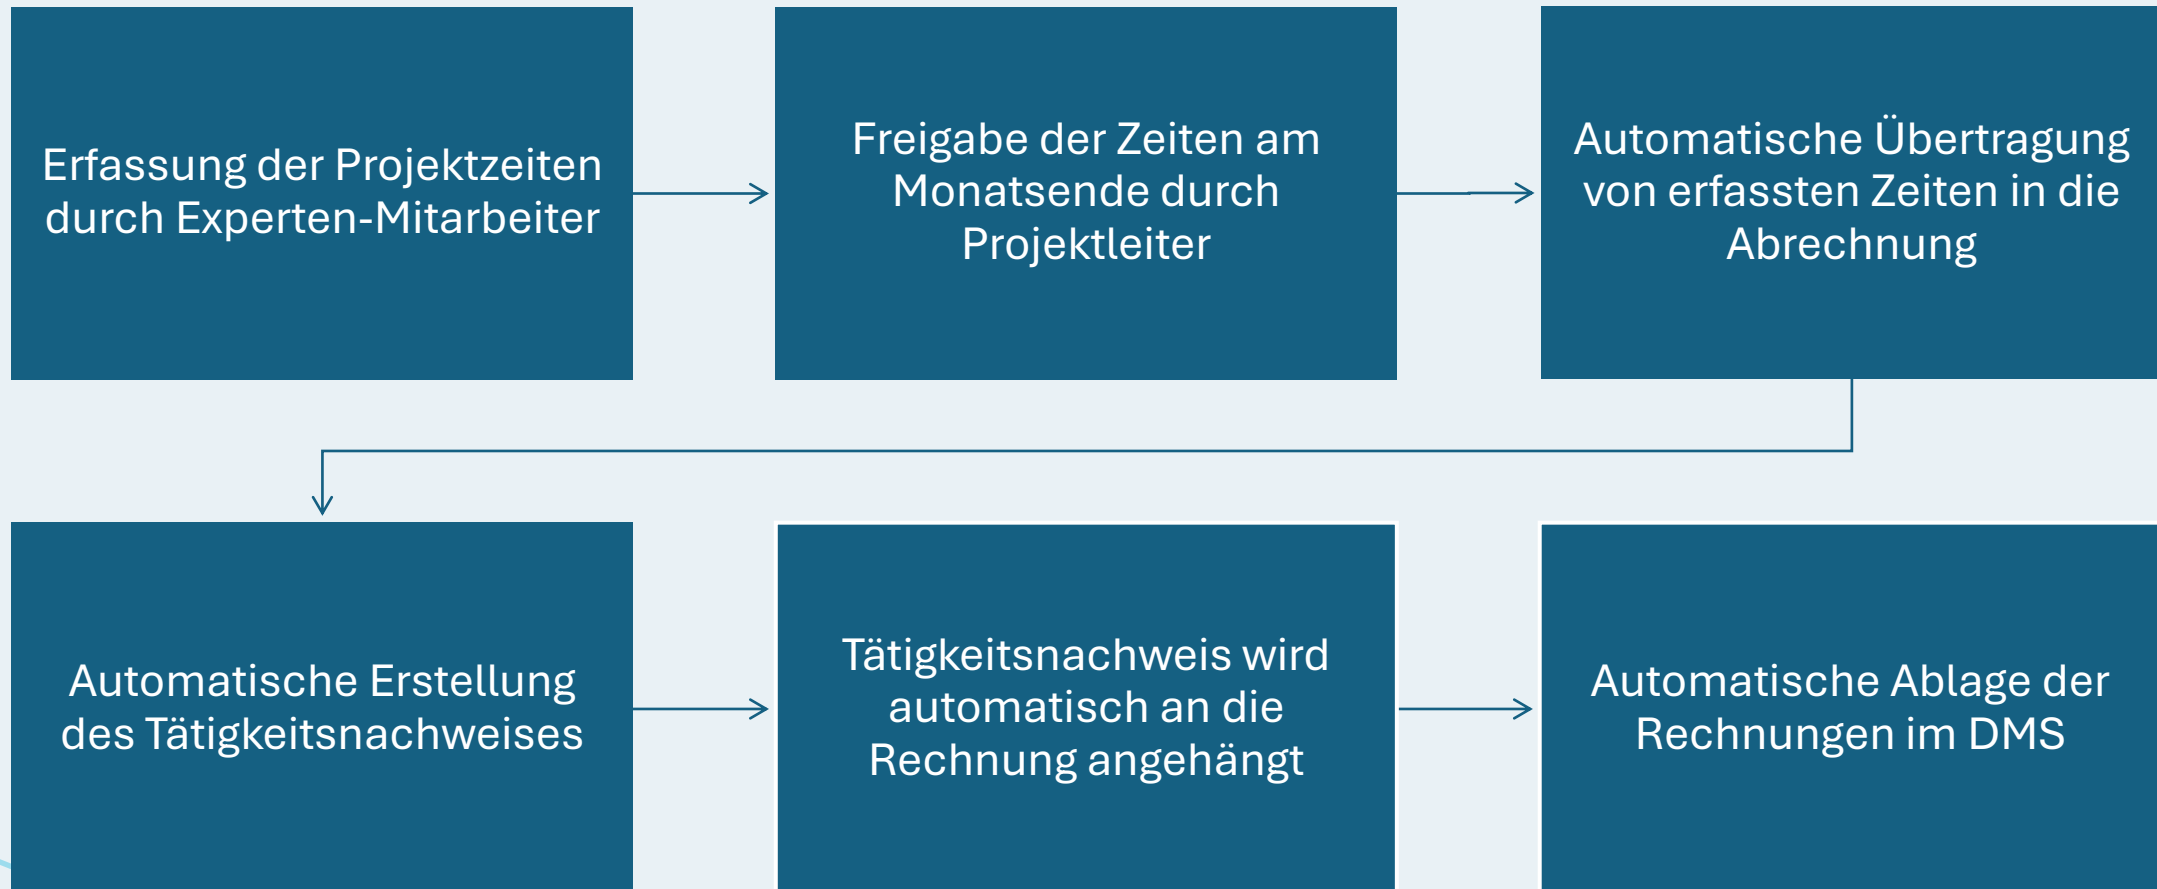 Erfassung der Projektzeiten
durch Experten-Mitarbeiter
Freigabe der Zeiten am
Monatsende durch
Projektleiter
Automatische Übertragung
von erfassten Zeiten in die
Abrechnung
Automatische Erstellung
des Tätigkeitsnachweises
Tätigkeitsnachweis wird
automatisch an die
Rechnung angehängt
Automatische Ablage der
Rechnungen im DMS